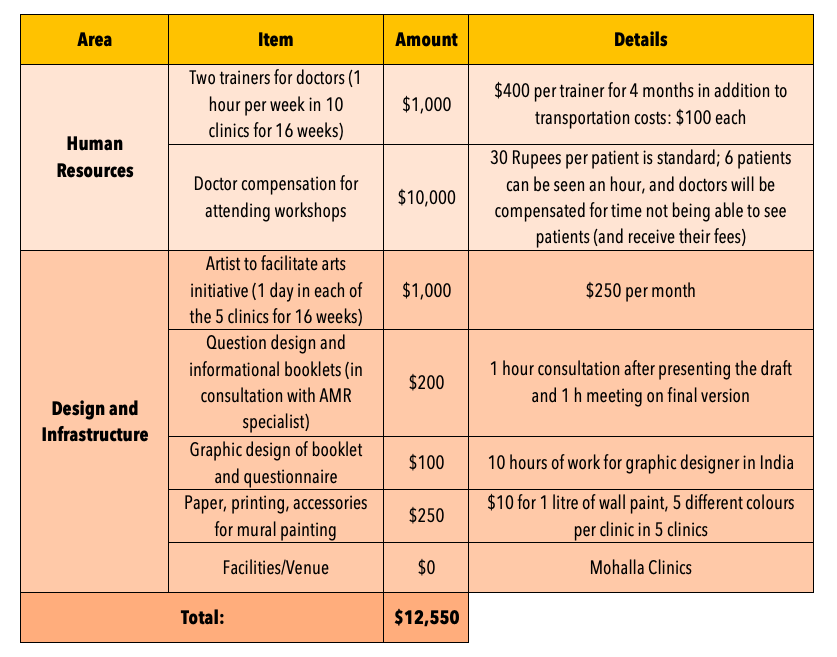 Area Item Amount Details
Human
Resources
Two trainers for doctors (1
hour per week in 10
clinics for 16 weeks)
$1,000
$400 per trainer for 4 months in addition to
transportation costs: $100 each
Doctor compensation for
attending workshops
$10,000
30 Rupees per patient is standard; 6 patients
can be seen an hour, and doctors will be
compensated for time not being able to see
patients (and receive their fees)
Design and
Infrastructure
Artist to facilitate arts
initiative (1 day in each of
the 5 clinics for 16 weeks)
$1,000
$250 per month
Question design and
informational booklets (in
consultation with AMR
specialist)
$200
1 hour consultation after presenting the draft
and 1 h meeting on final version
Graphic design of booklet
and questionnaire
$100
10 hours of work for graphic designer in India
Paper, printing, accessories
for mural painting
$250
$10 for 1 litre of wall paint, 5 different colours
per clinic in 5 clinics
Facilities/Venue
$0
Mohalla Clinics
Total: $12,550